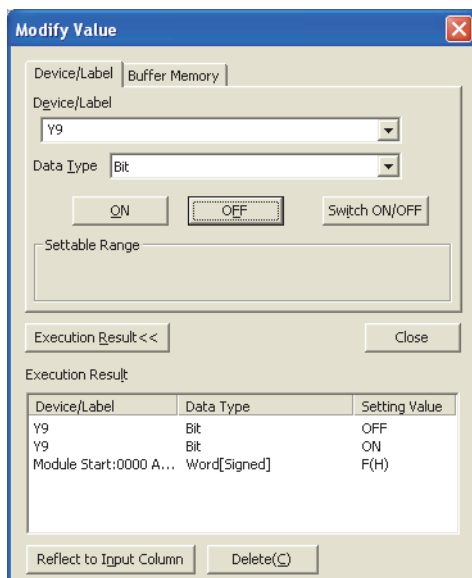 Modify Value
Device/Label Buffer Memory
Device/Label
Y9
Data Type Bit
ON OFF Switch ON/OFF
Settable Range
Execution Result<< Close
Execution Result
Device/Label Data Type Setting Value
Y9 Bit OFF
Y9 Bit ON
Module Start:0000 A... Word[Signed] F(H)
Reflect to Input Column Delete(C)